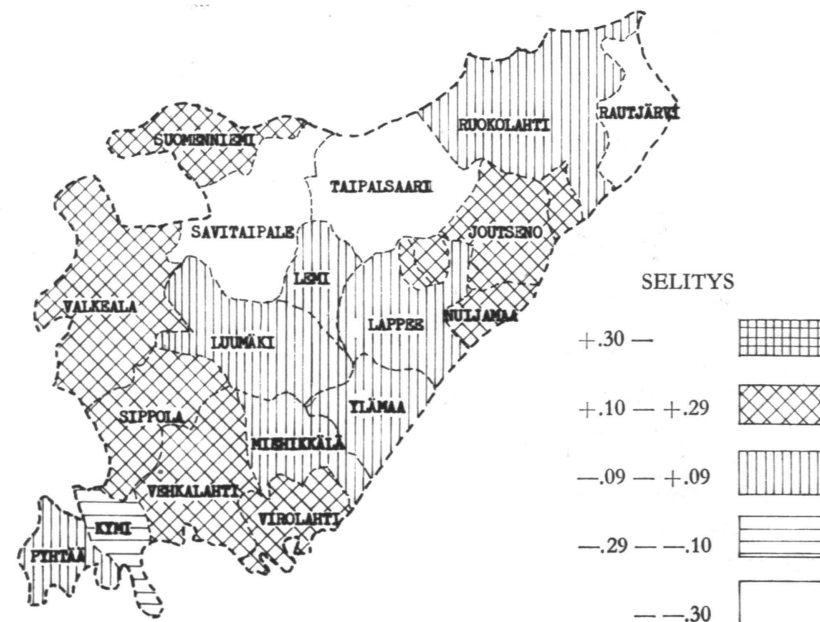 RUOKOLAHTI
RAUTJÄRVI
SUOMENNIEMI
TAIPALSAARI
SAVITAIPALE
JOUTSENO
LEMI
VALKEALA
LAPPEE
NUIJAMAA
LUUMÄKI
SIPPOLA
YLÄMAA
MIEHIKKÄLÄ
VEHKALAHTI
VIROLAHTI
KYMI
PYHTÄÄ
SELITYS
+.30 —
+.10 — +.29
—.09 — +.09
—.29 — —.10
— —.30